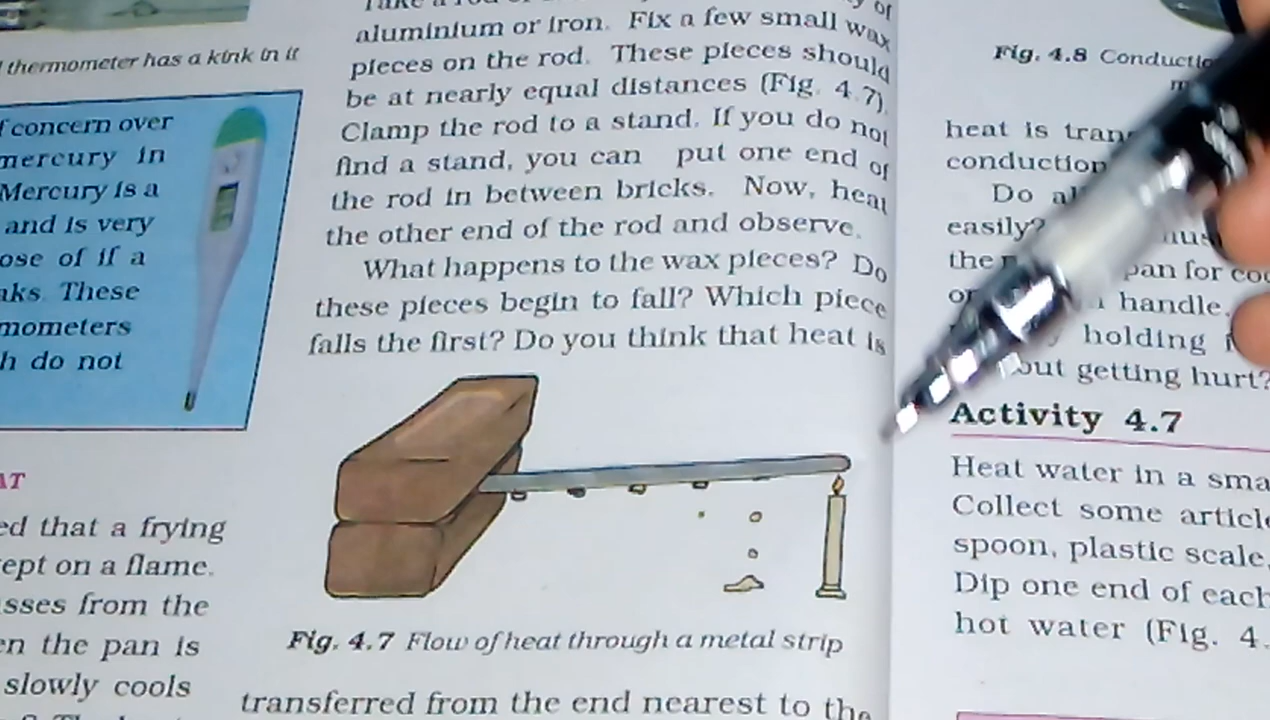 thermometer has a kink in it
f concern over
mercury in
Mercury is a
and is very
ose of if a
aks. These
mometers
h do not
AT
ed that a frying
ept on a flame.
sses from the
en the pan is
slowly cools
aluminium or iron. Fix a few small wax
pieces on the rod. These pieces should
be at nearly equal distances (Fig. 4.7).
Clamp the rod to a stand. If you do not
find a stand, you can put one end of
the rod in between bricks. Now, heat
the other end of the rod and observe.
What happens to the wax pieces? Do
these pieces begin to fall? Which piece
falls the first? Do you think that heat is
Fig. 4.7 Flow of heat through a metal strip
transferred from the end nearest to the
Fig. 4.8 Conductio
heat is tran
conduction
Do al
easily?
the pan for coo
handle.
holding
out getting hurt?
Activity 4.7
Heat water in a sma
Collect some article
spoon, plastic scale,
Dip one end of each
hot water (Fig. 4.